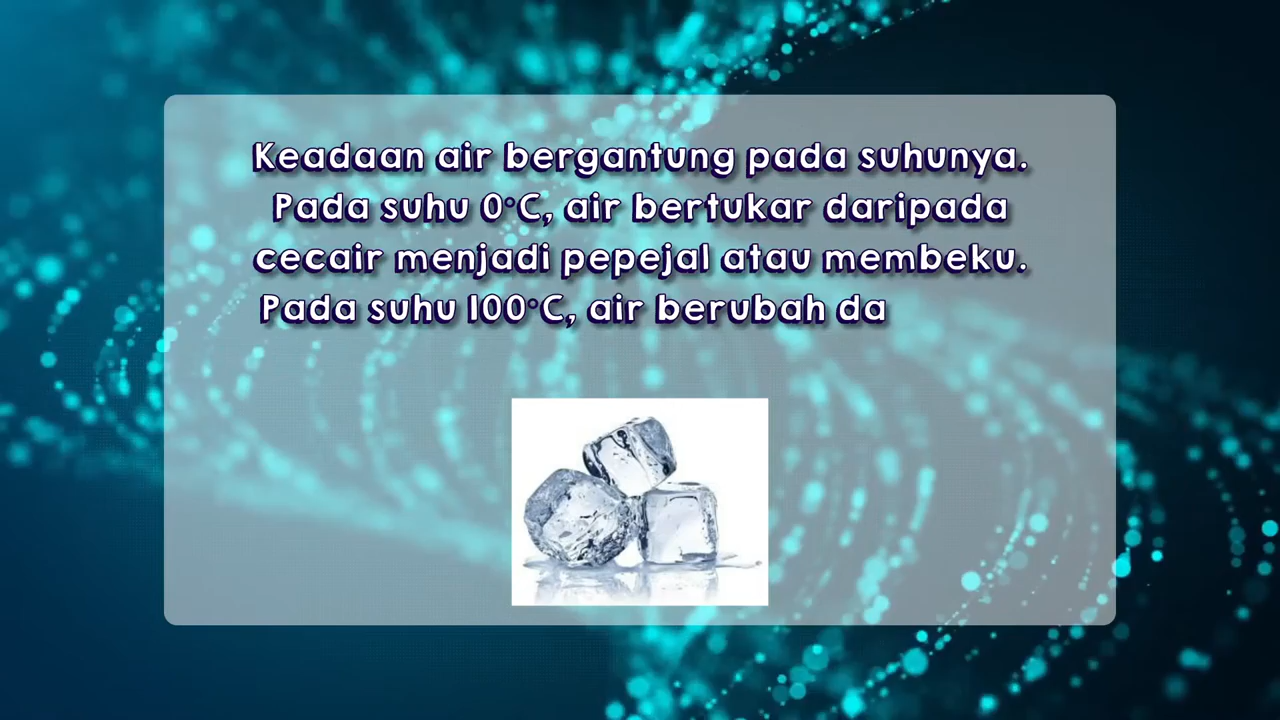 Keadaan air bergantung pada suhunya.
Pada suhu 0°C, air bertukar daripada
cecair menjadi pepejal atau membeku.
Pada suhu 100°C, air berubah da